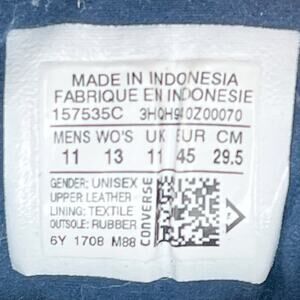 MADE IN INDONESIA
FABRIQUE EN INDONESIE
157535C
MENS WO'S UK EUR CM
11 13 11 45 29.5
GENDER: UNISEX
UPPER LEATHER
LINING: TEXTILE
OUTSOLE: RUBBER
6Y 1708 M88
CONVERSE